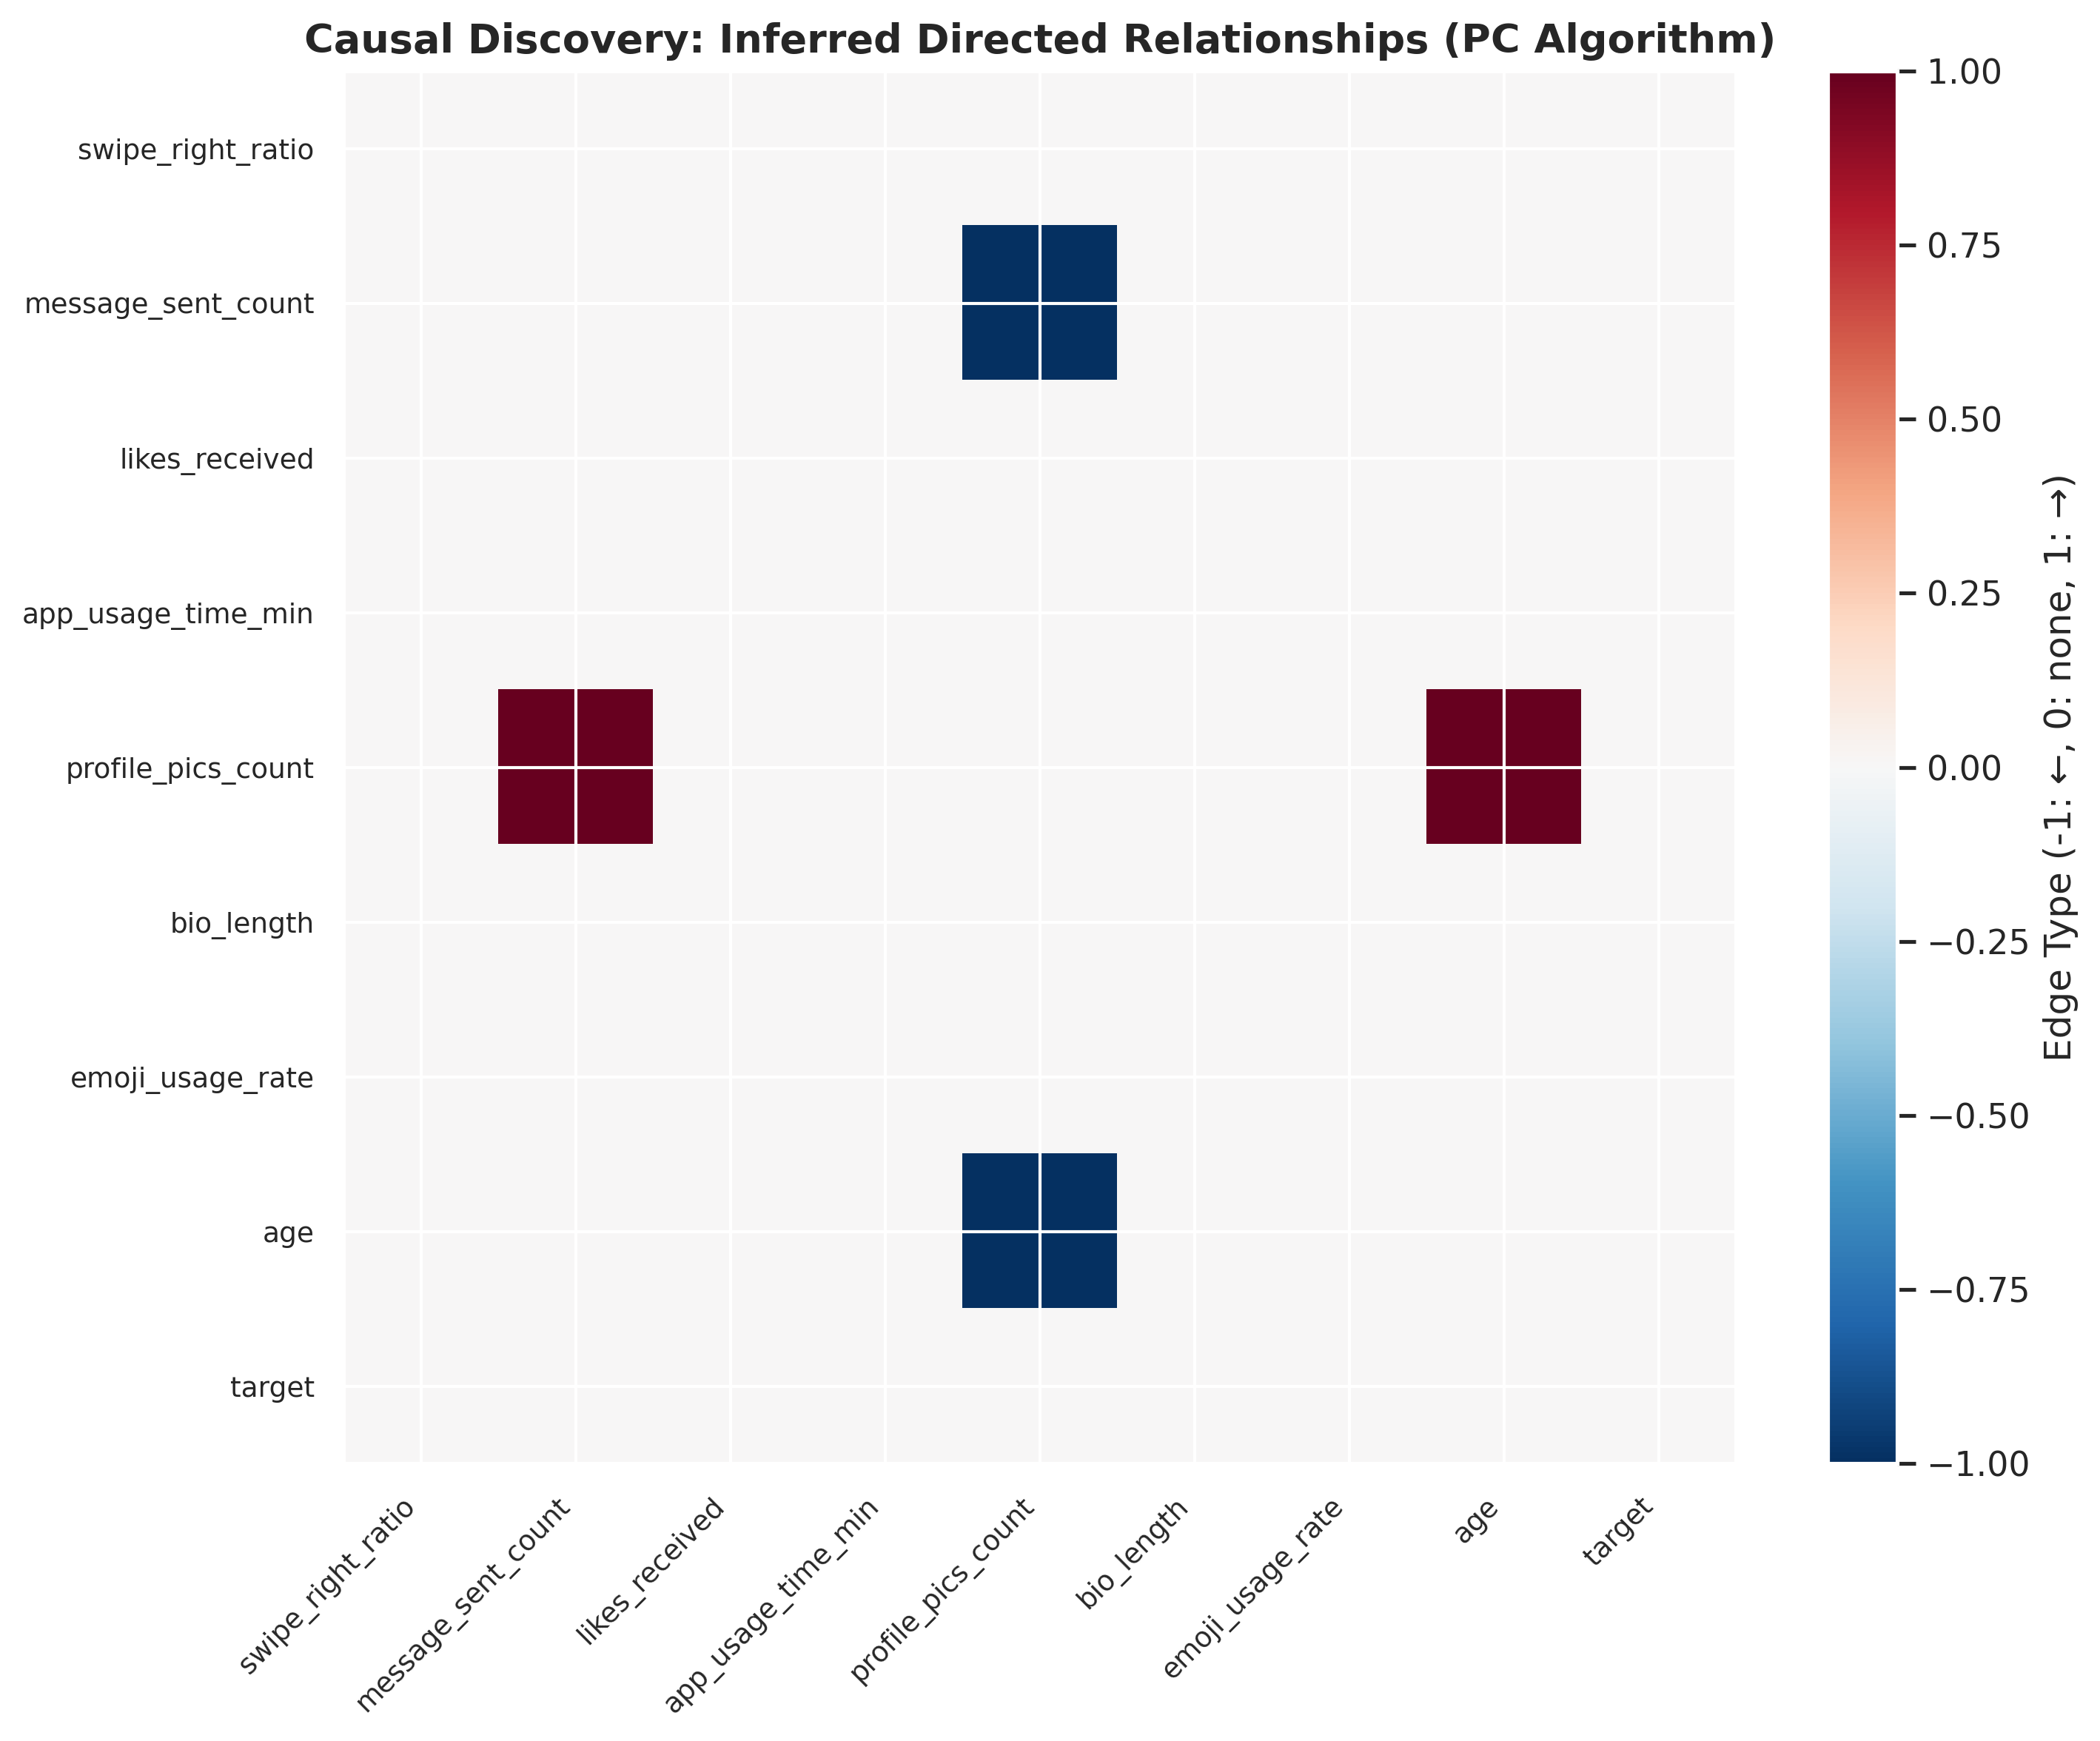 Causal Discovery: Inferred Directed Relationships (PC Algorithm)
swipe_right_ratio
message_sent_count
likes_received
app_usage_time_min
profile_pics_count
bio_length
emoji_usage_rate
age
target
swipe_right_ratio
message_sent_count
likes_received
app_usage_time_min
profile_pics_count
bio_length
emoji_usage_rate
age
target
1.00
0.75
0.50
0.25
0.00
−0.25
−0.50
−0.75
−1.00
Edge Type (-1: ←, 0: none, 1: →)